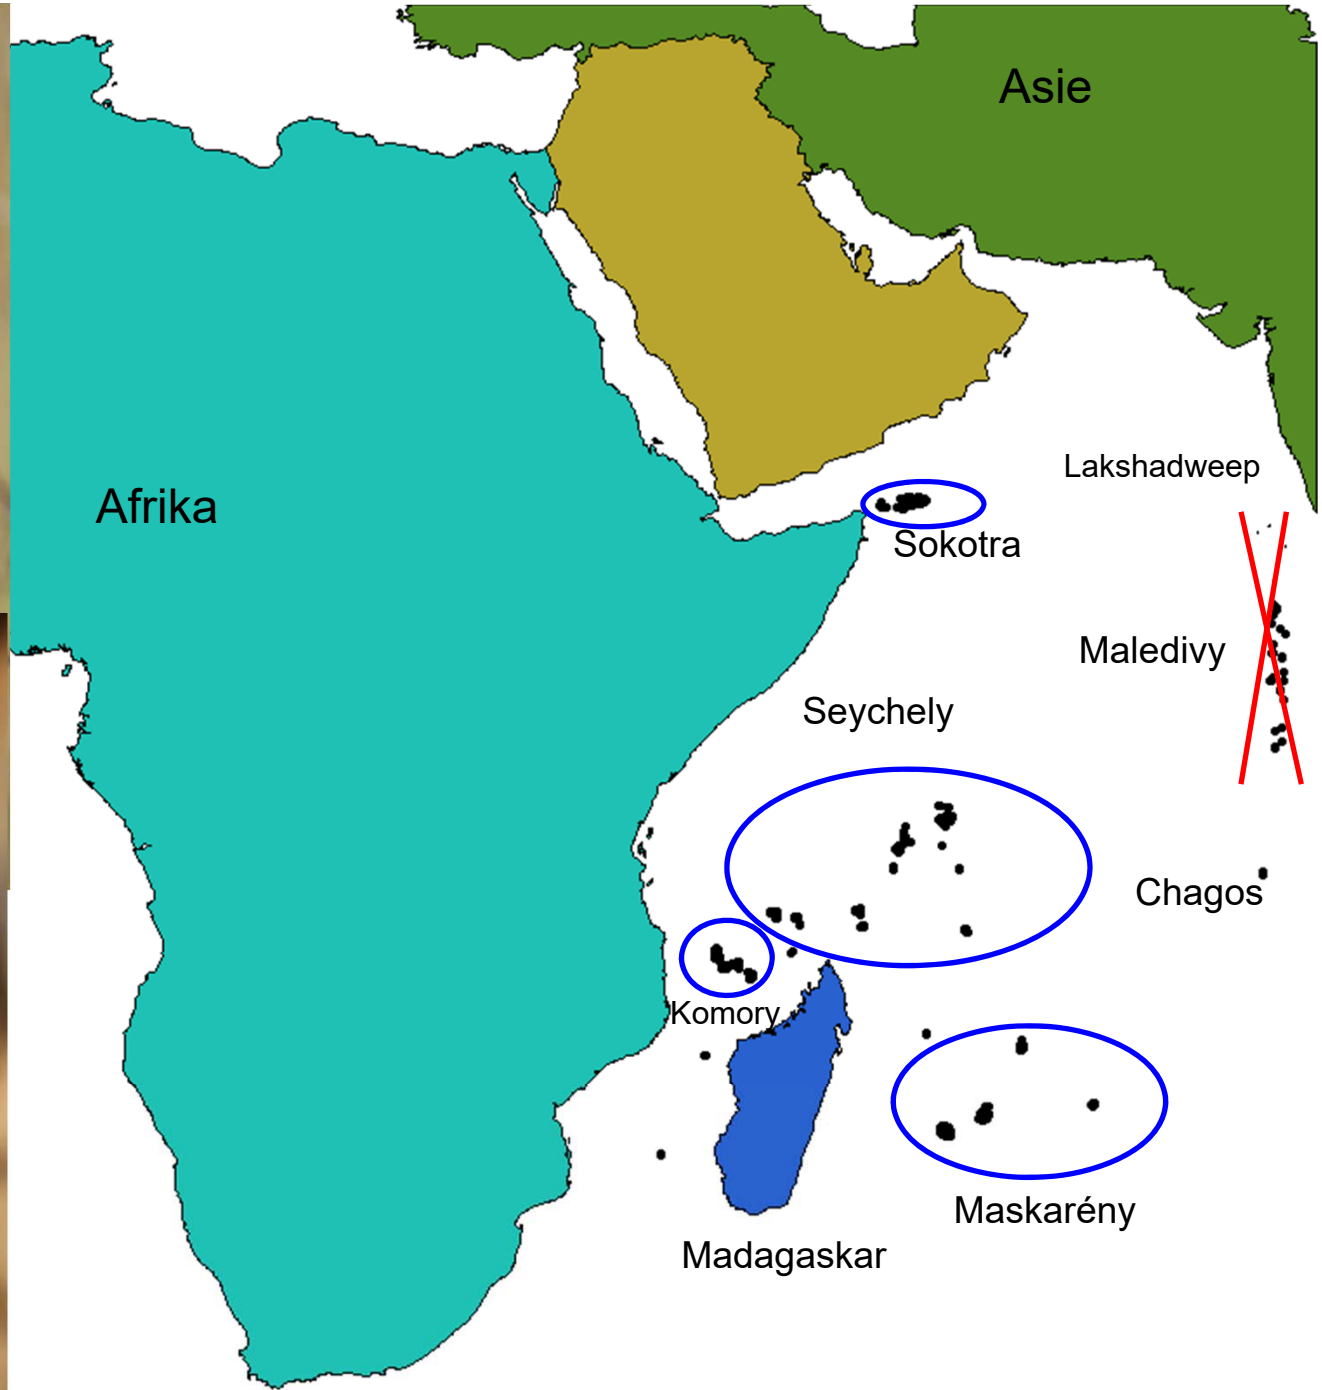 Asie
Lakshadweep
Afrika
Sokotra
Maledivy
Seychely
Chagos
Komory
Maskarény
Madagaskar